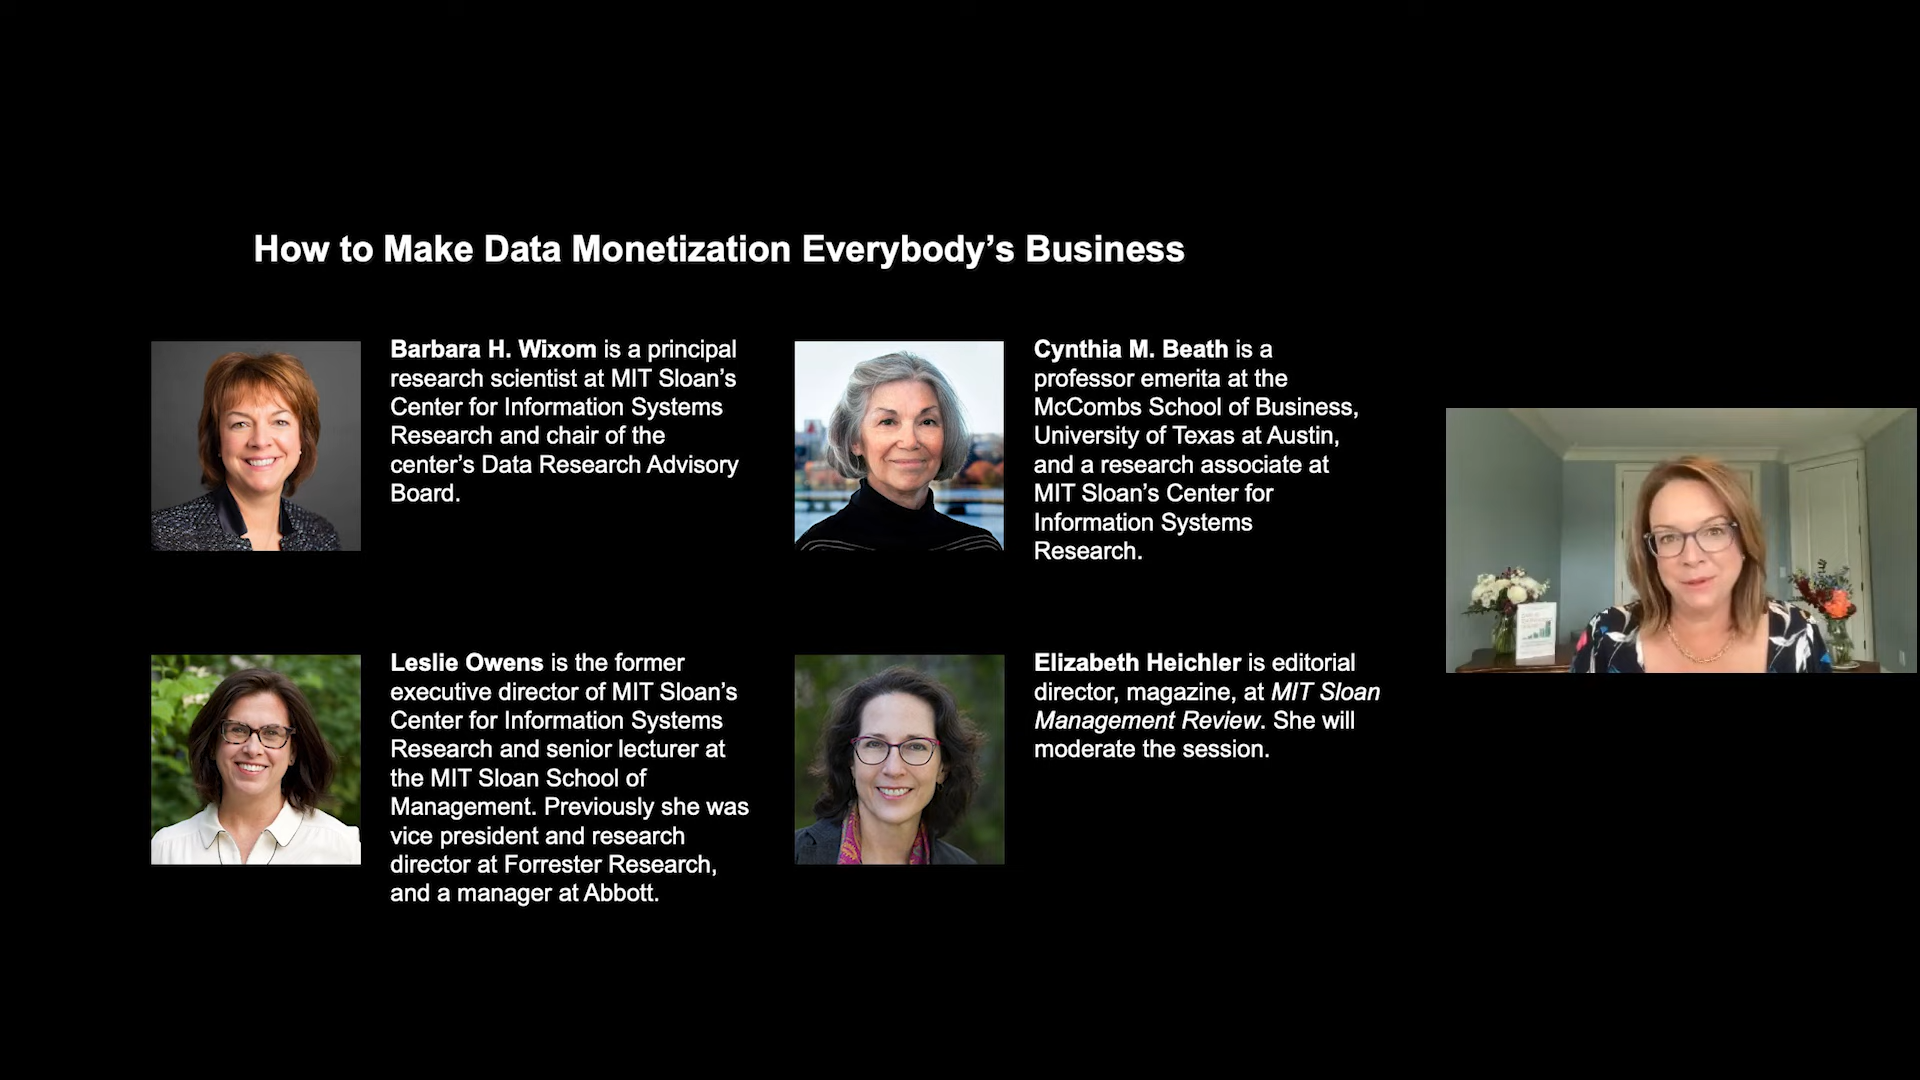 How to Make Data Monetization Everybody’s Business
Barbara H. Wixom is a principal
research scientist at MIT Sloan’s
Center for Information Systems
Research and chair of the
center’s Data Research Advisory
Board.
Cynthia M. Beath is a
professor emerita at the
McCombs School of Business,
University of Texas at Austin,
and a research associate at
MIT Sloan’s Center for
Information Systems
Research.
Leslie Owens is the former
executive director of MIT Sloan’s
Center for Information Systems
Research and senior lecturer at
the MIT Sloan School of
Management. Previously she was
vice president and research
director at Forrester Research,
and a manager at Abbott.
Elizabeth Heichler is editorial
director, magazine, at MIT Sloan
Management Review. She will
moderate the session.